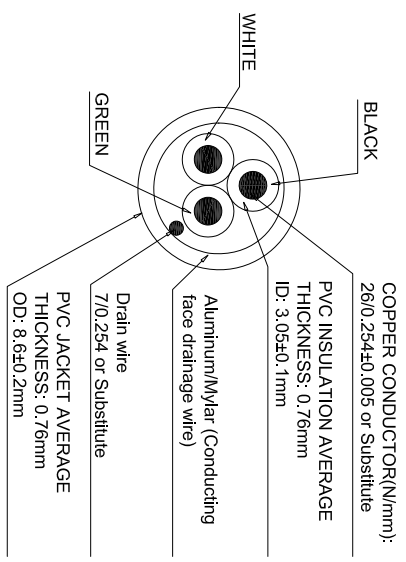 WHITE
GREEN
BLACK
COPPER CONDUCTOR(N/mm):
26/0.254±0.005 or Substitute
PVC INSULATION AVERAGE
THICKNESS: 0.76mm
ID: 3.05±0.1mm
Aluminum/Mylar (Conducting
face drainage wire)
Drain wire
7/0.254 or Substitute
PVC JACKET AVERAGE
THICKNESS: 0.76mm
OD: 8.6±0.2mm